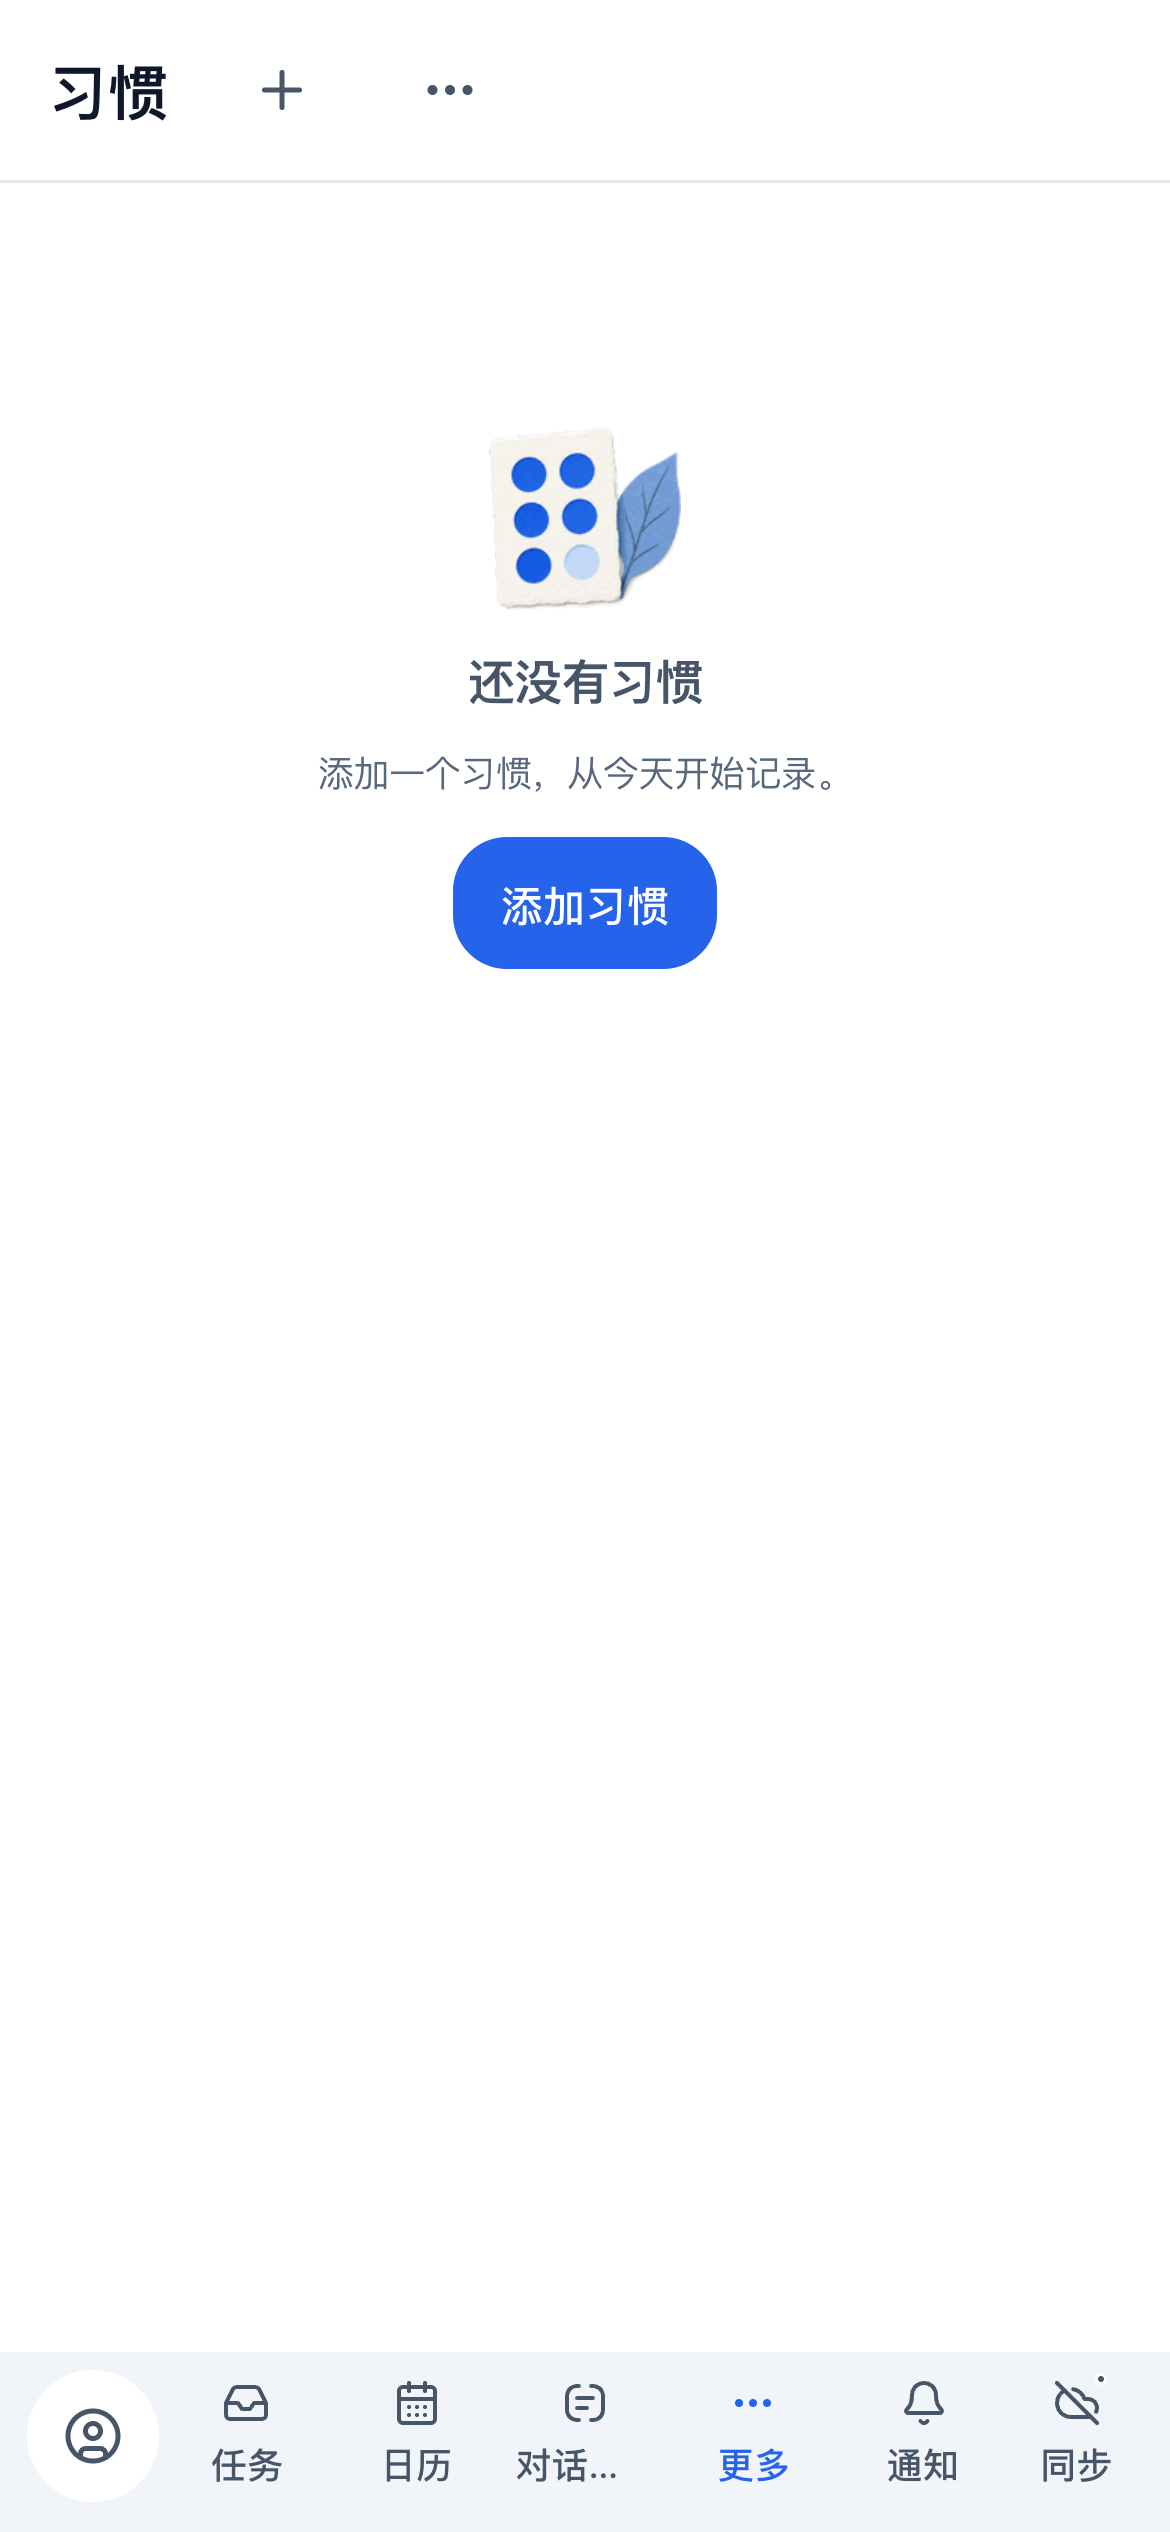 习惯
还没有习惯
添加一个习惯，从今天开始记录。
添加习惯
任务
日历
对话...
更多
通知
同步